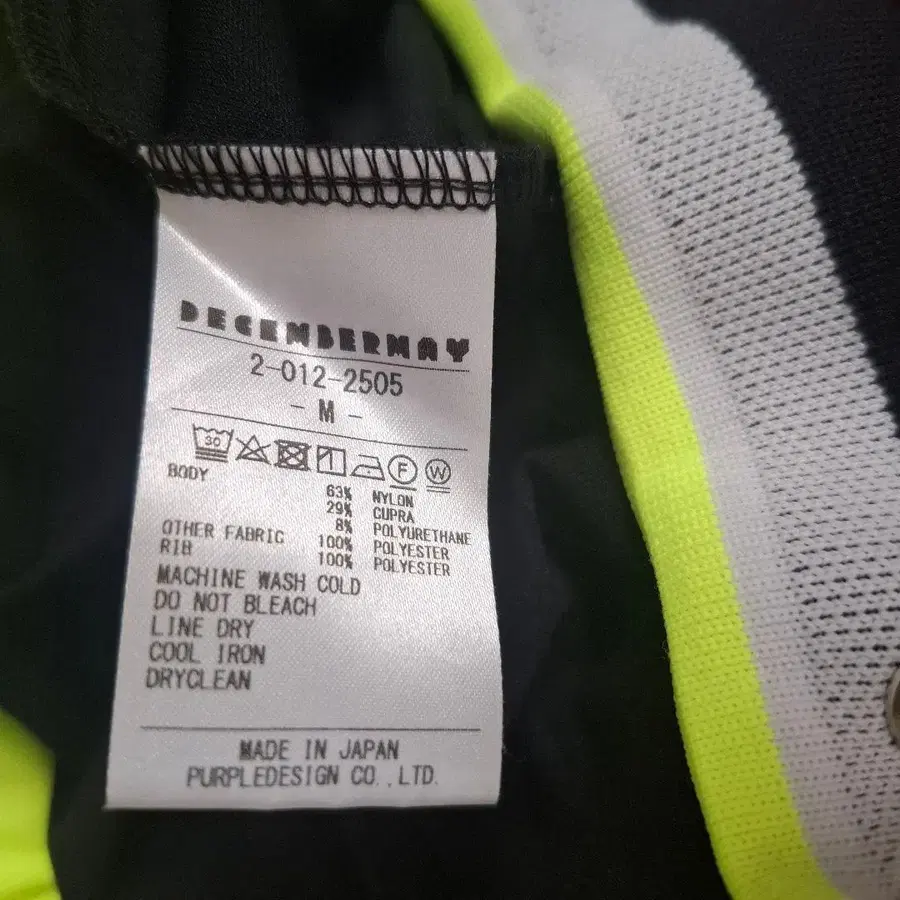 DECEMBERMAY
2-012-2505
- M -
30 F W
BODY 63% NYLON
29% CUPRA
8% POLYURETHANE
OTHER FABRIC 100% POLYESTER
RIB 100% POLYESTER
MACHINE WASH COLD
DO NOT BLEACH
LINE DRY
COOL IRON
DRYCLEAN
MADE IN JAPAN
PURPLEDESIGN CO.,LTD.